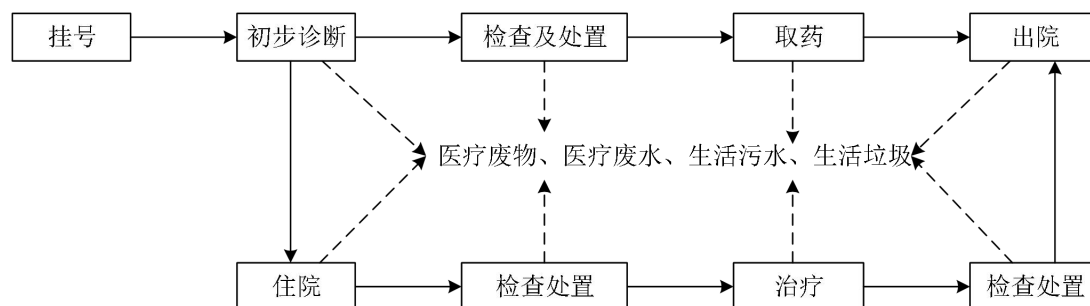 挂号
初步诊断
检查及处置
取药
出院
医疗废物、医疗废水、生活污水、生活垃圾
住院
检查处置
治疗
检查处置